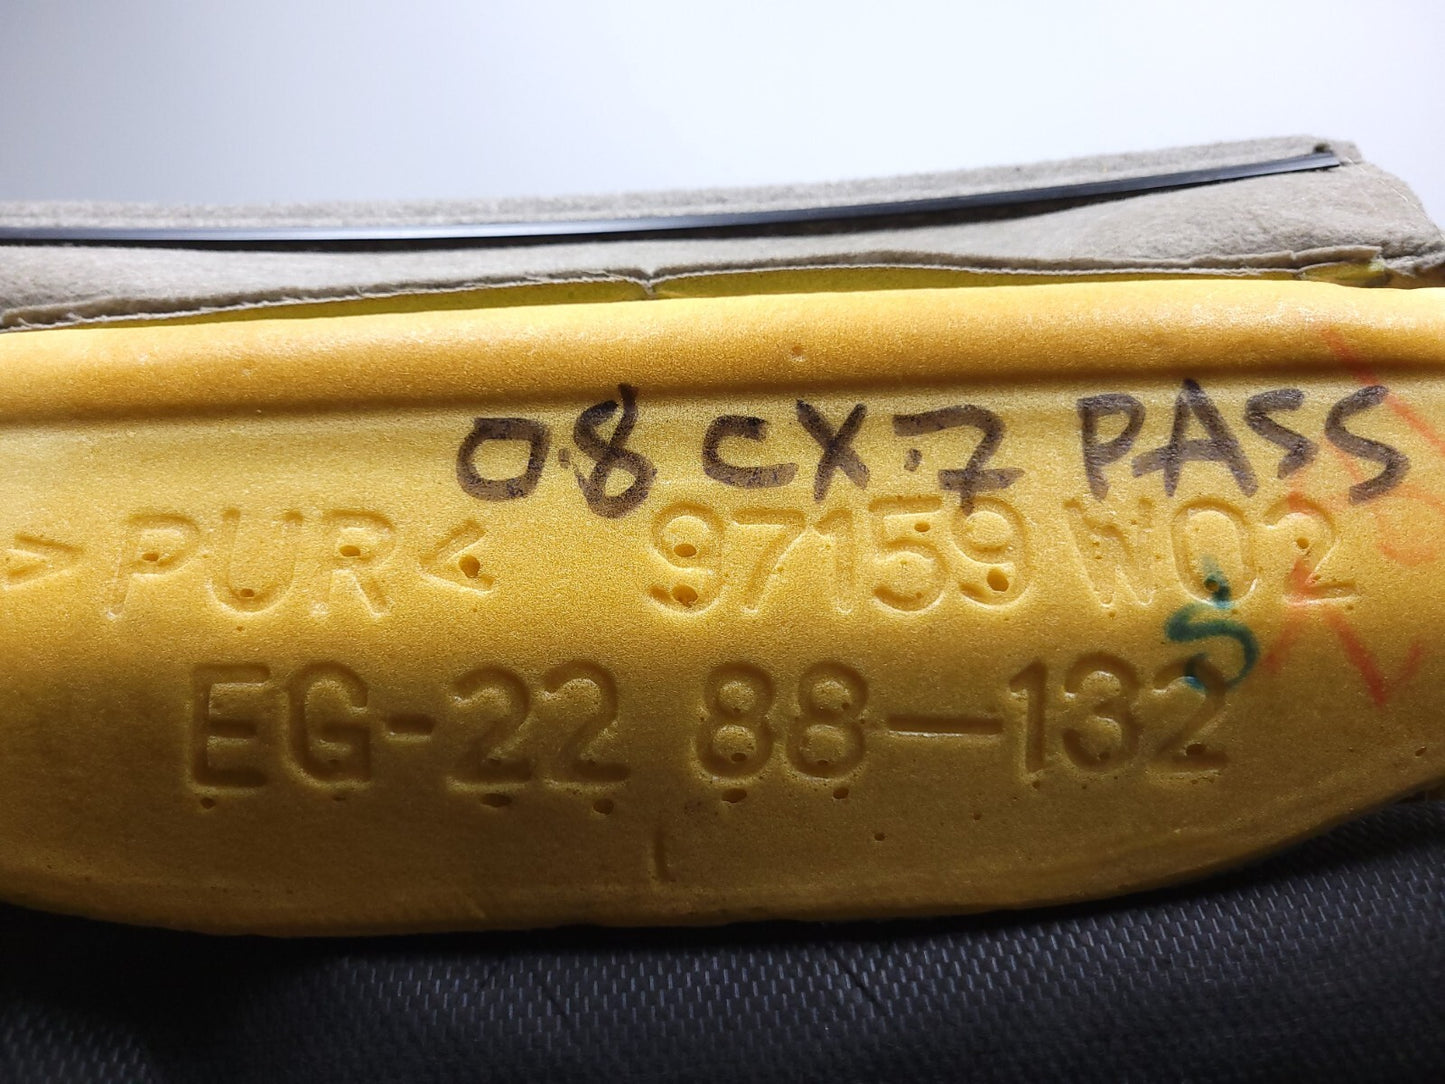 08 CX-7 PASS
>PUR< 97159 W02
S
EG-22 88-132